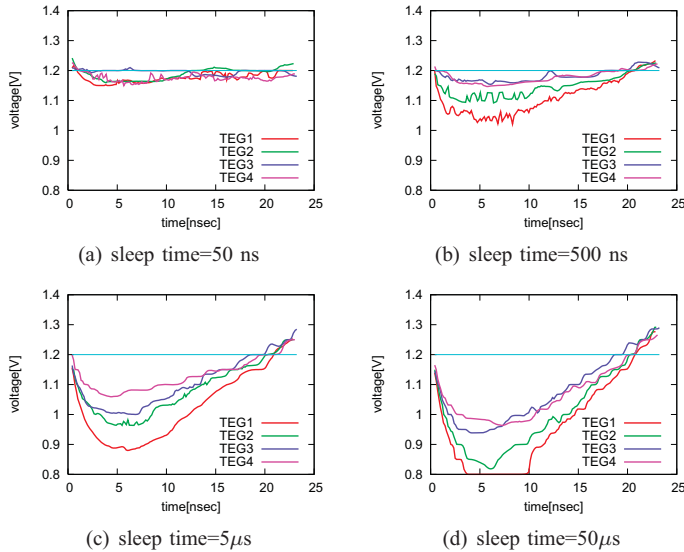 1.4
1.3
1.2
1.1
1
0.9
0.8
voltage[V]
0 5 10 15 20 25
time[nsec]
TEG1
TEG2
TEG3
TEG4
(a) sleep time=50 ns
1.4
1.3
1.2
1.1
1
0.9
0.8
voltage[V]
0 5 10 15 20 25
time[nsec]
TEG1
TEG2
TEG3
TEG4
(b) sleep time=500 ns
1.4
1.3
1.2
1.1
1
0.9
0.8
voltage[V]
0 5 10 15 20 25
time[nsec]
TEG1
TEG2
TEG3
TEG4
(c) sleep time=5μs
1.4
1.3
1.2
1.1
1
0.9
0.8
voltage[V]
0 5 10 15 20 25
time[nsec]
TEG1
TEG2
TEG3
TEG4
(d) sleep time=50μs